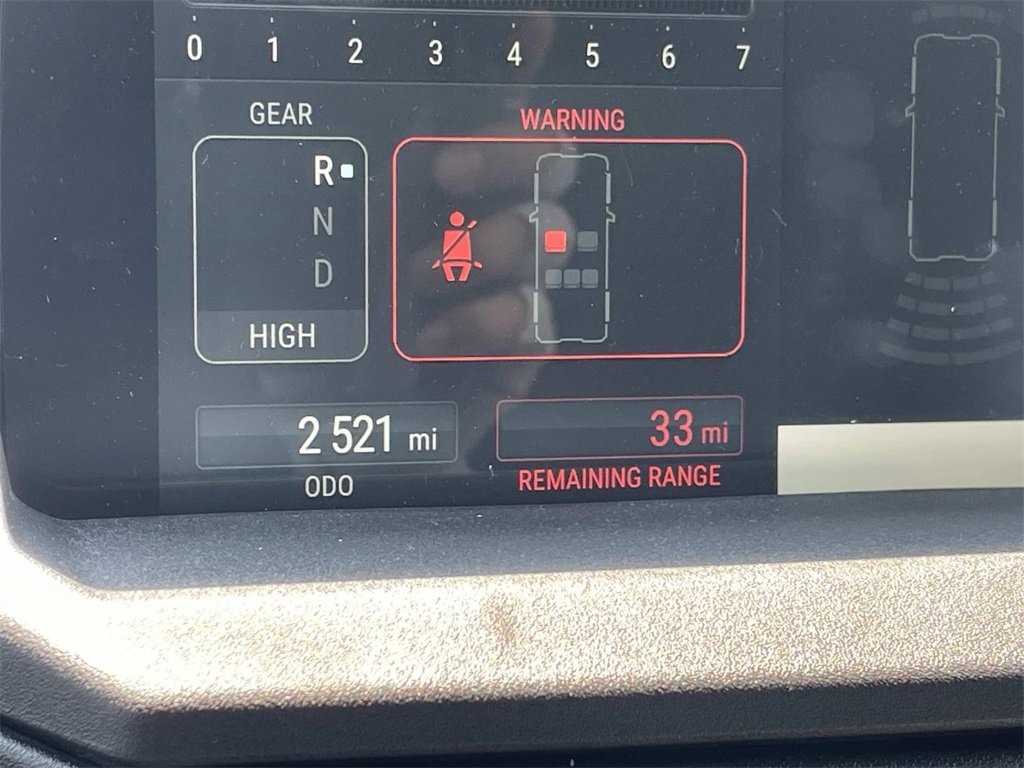 0 1 2 3 4 5 6 7
GEAR
WARNING
R
N
D
HIGH
2 521 mi
33 mi
ODO
REMAINING RANGE